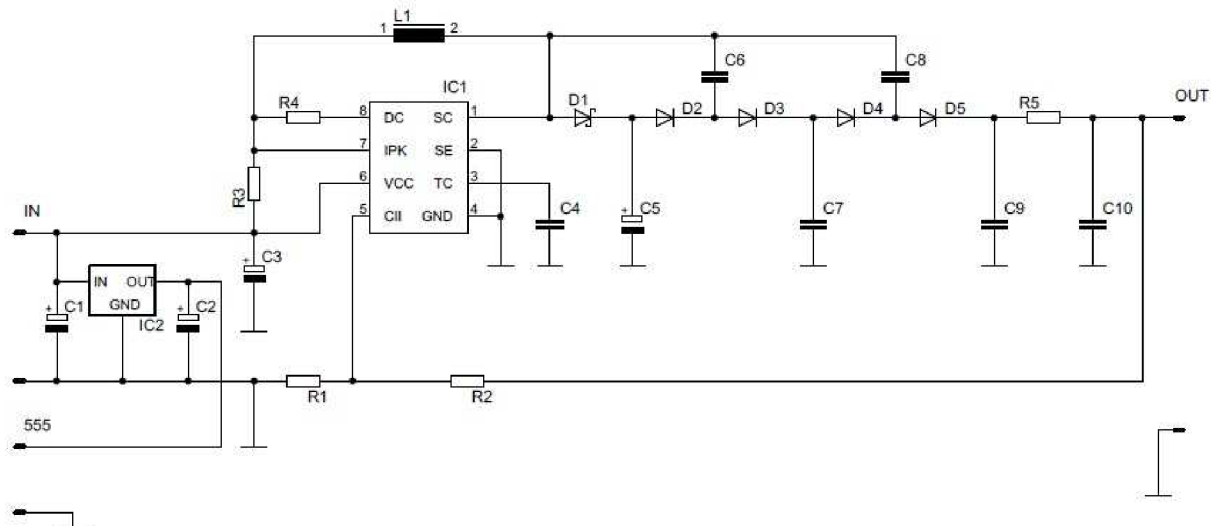 L1
1 2
C6
C8
IC1
R4
8 DC SC 1
D1
D2
D3
D4
D5
R5
OUT
7 IPK SE 2
R3
6 VCC TC 3
5 CII GND 4
C4
+ C5
C7
C9
C10
IN
+ C3
IN OUT
GND
+ C1
+ C2
IC2
R1
R2
555